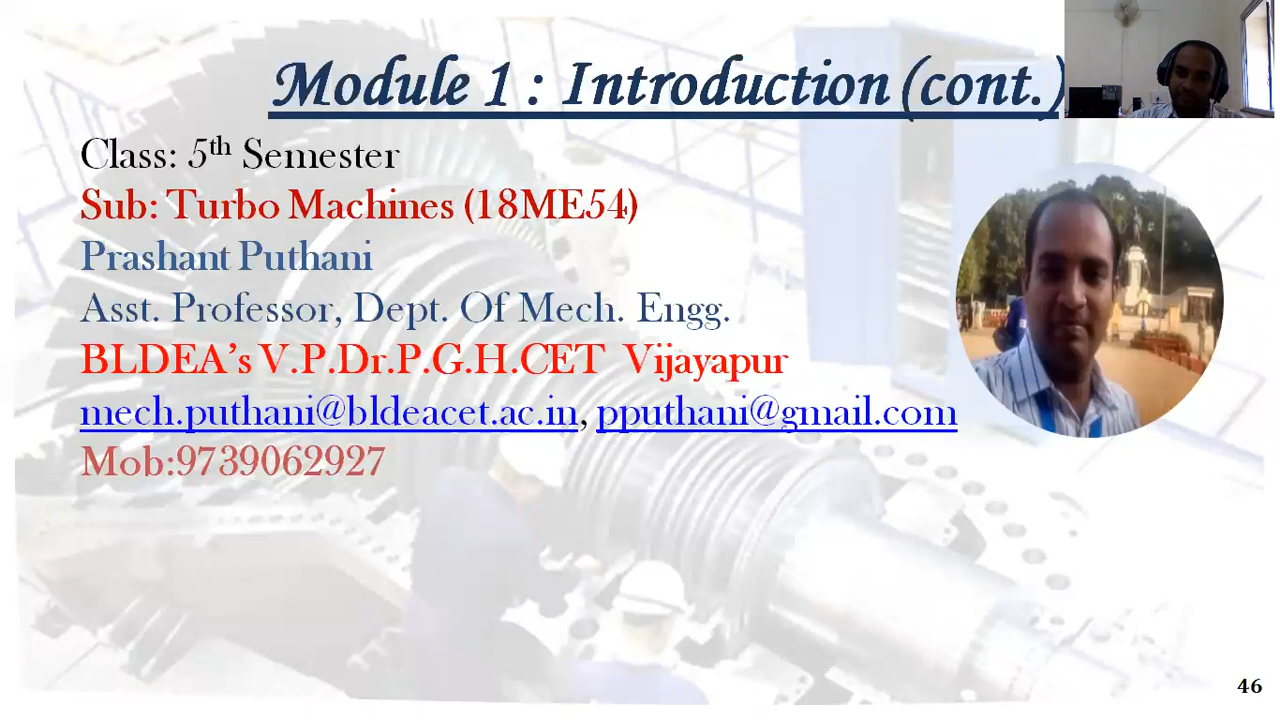 Module 1 : Introduction (cont.)
Class: 5th Semester
Sub: Turbo Machines (18ME54)
Prashant Puthani
Asst. Professor, Dept. Of Mech. Engg.
BLDEA’s V.P.Dr.P.G.H.CET Vijayapur
mech.puthani@bldeacet.ac.in, pputhani@gmail.com
Mob:9739062927
46